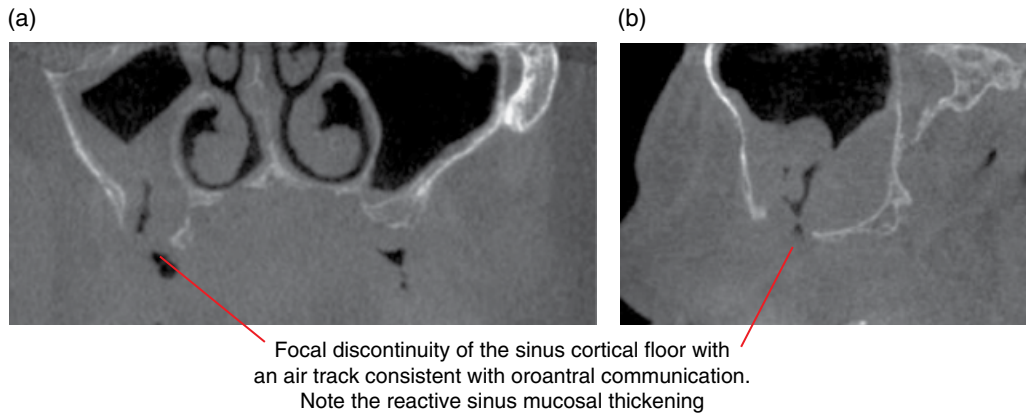 (a)
(b)
Focal discontinuity of the sinus cortical floor with
an air track consistent with oroantral communication.
Note the reactive sinus mucosal thickening